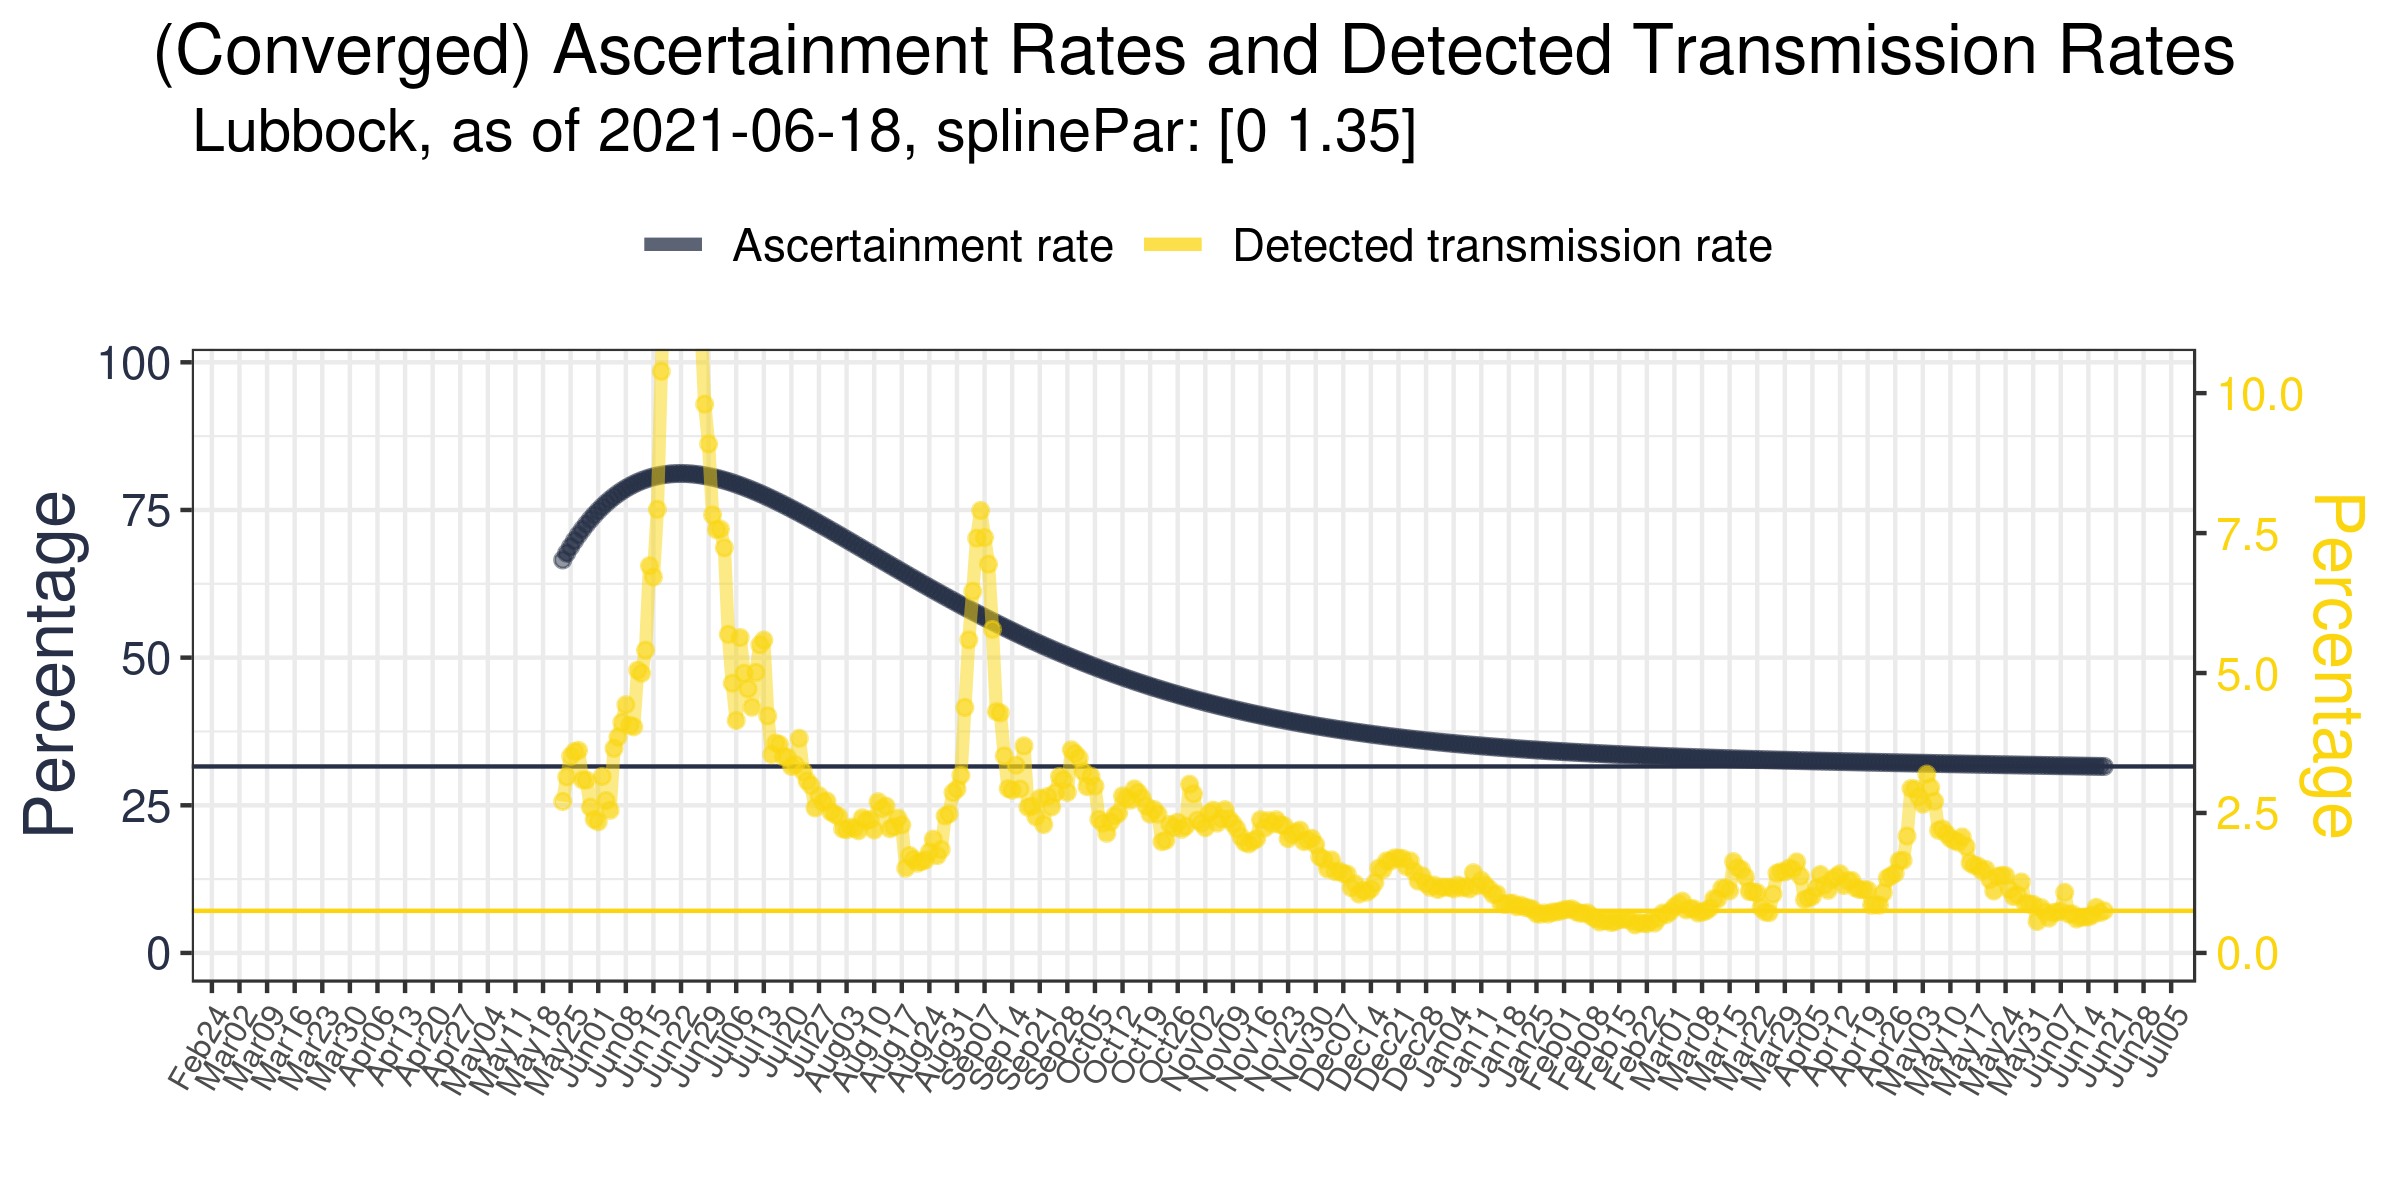 (Converged) Ascertainment Rates and Detected Transmission Rates
Lubbock, as of 2021-06-18, splinePar: [0 1.35]
Ascertainment rate
Detected transmission rate
Percentage
100
75
50
25
0
10.0
7.5
5.0
2.5
0.0
Percentage
Feb24
Mar02
Mar09
Mar16
Mar23
Mar30
Apr06
Apr13
Apr20
Apr27
May04
May11
May18
May25
Jun01
Jun08
Jun15
Jun22
Jun29
Jul06
Jul13
Jul20
Jul27
Aug03
Aug10
Aug17
Aug24
Aug31
Sep07
Sep14
Sep21
Sep28
Oct05
Oct12
Oct19
Oct26
Nov02
Nov09
Nov16
Nov23
Nov30
Dec07
Dec14
Dec21
Dec28
Jan04
Jan11
Jan18
Jan25
Feb01
Feb08
Feb15
Feb22
Mar01
Mar08
Mar15
Mar22
Mar29
Apr05
Apr12
Apr19
Apr26
May03
May10
May17
May24
May31
Jun07
Jun14
Jun21
Jun28
Jul05